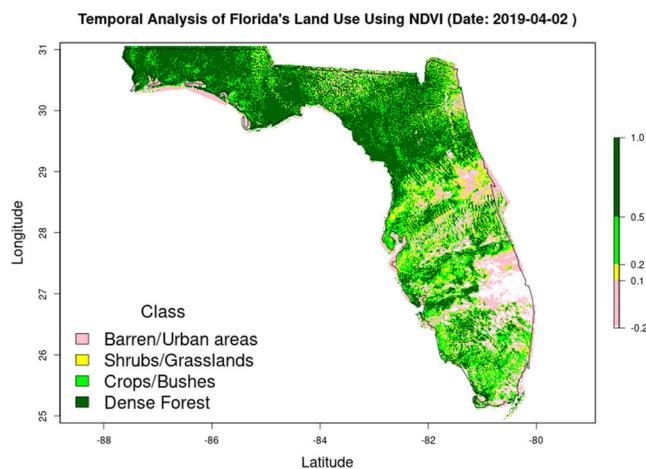 Temporal Analysis of Florida's Land Use Using NDVI (Date: 2019-04-02 )
31
30
29
28
27
26
25
Longitude
-88
-86
-84
-82
-80
Latitude
Class
Barren/Urban areas
Shrubs/Grasslands
Crops/Bushes
Dense Forest
1.0
0.5
0.2
0.1
-0.2